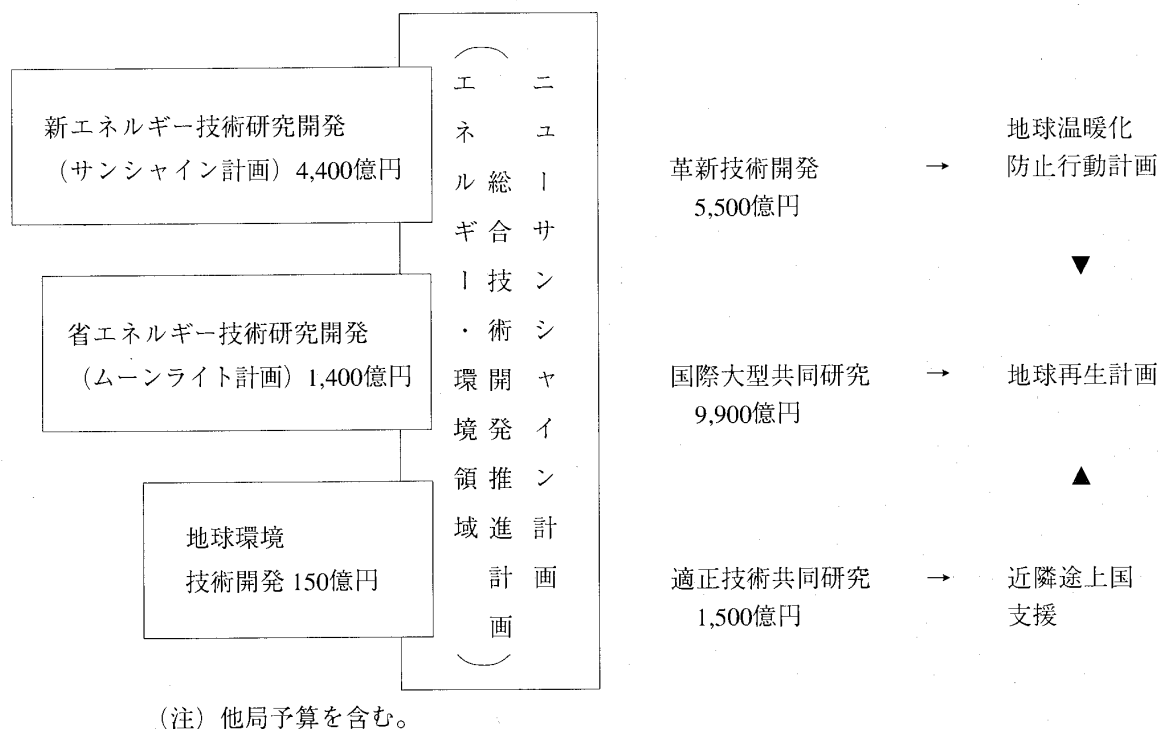 新エネルギー技術研究開発
（サンシャイン計画）4,400億円
省エネルギー技術研究開発
（ムーンライト計画）1,400億円
地球環境
技術開発 150億円
ニューサンシャイン計画
（エネルギー・環境領域
総合技術開発推進計画）
革新技術開発
5,500億円
→
地球温暖化
防止行動計画
▼
国際大型共同研究
9,900億円
→
地球再生計画
▲
適正技術共同研究
1,500億円
→
近隣途上国
支援
（注）他局予算を含む。